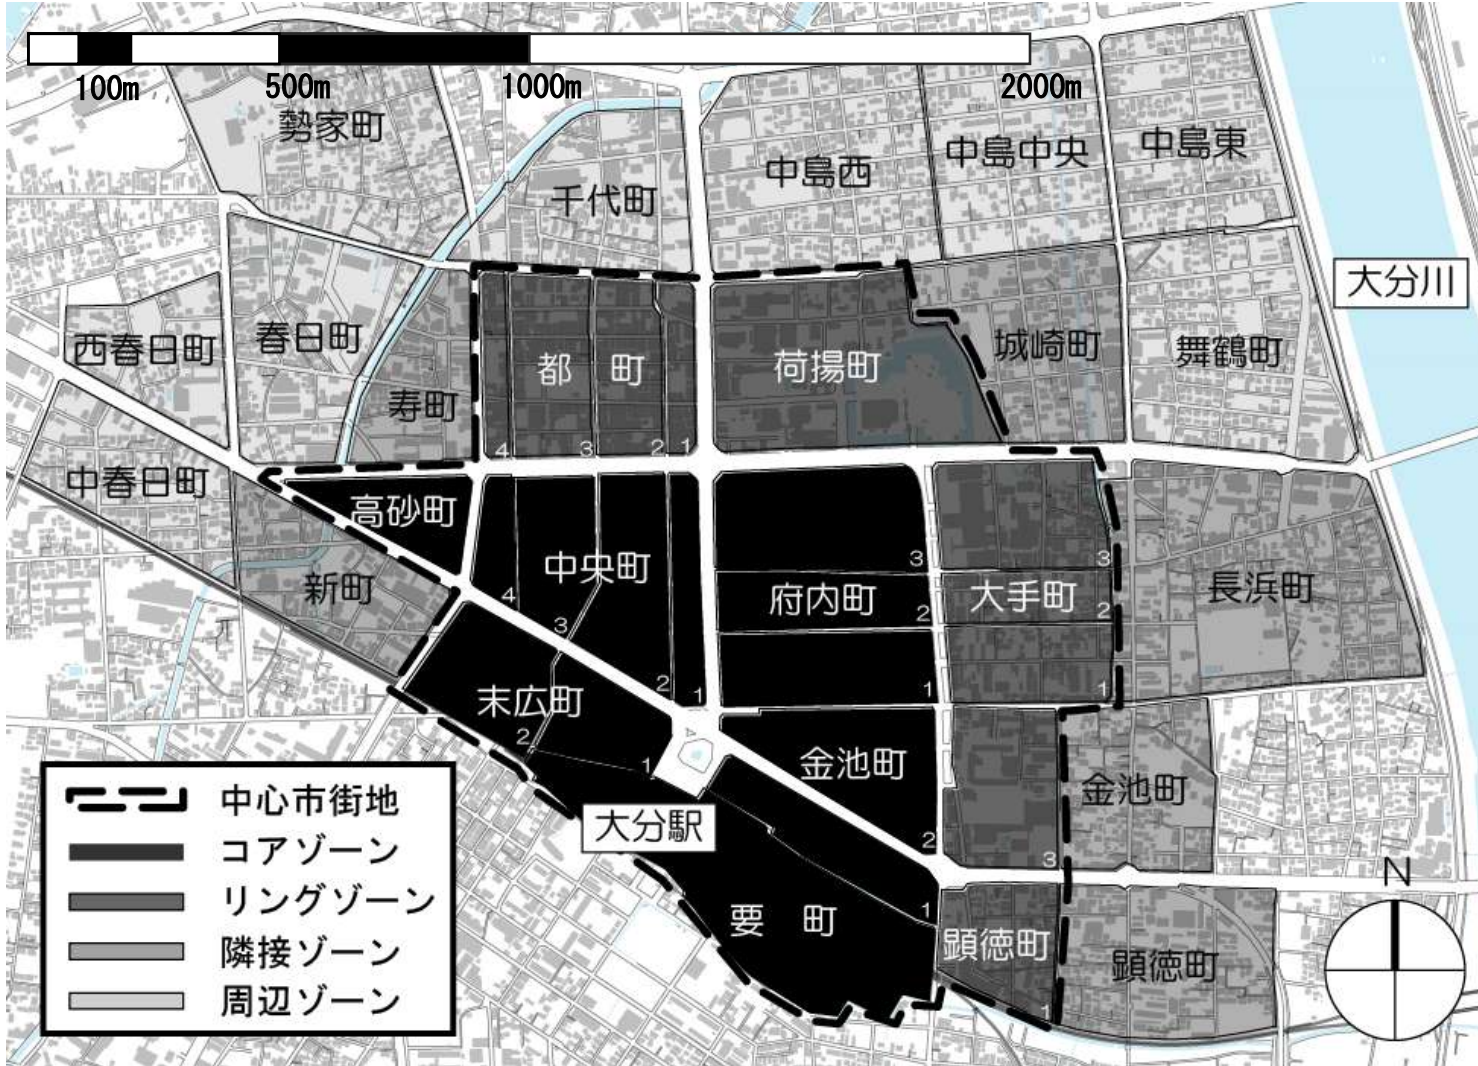 100m
500m
1000m
2000m
勢家町
千代町
中島西
中島中央
中島東
大分川
西春日町
春日町
寿町
都 町
荷揚町
城崎町
舞鶴町
4
3
2
1
中春日町
高砂町
新町
中央町
4
3
2
1
府内町
3
2
1
大手町
3
2
1
長浜町
末広町
2
1
金池町
2
3
金池町
大分駅
要 町
1
顕徳町
1
顕徳町
中心市街地
コアゾーン
リングゾーン
隣接ゾーン
周辺ゾーン
N